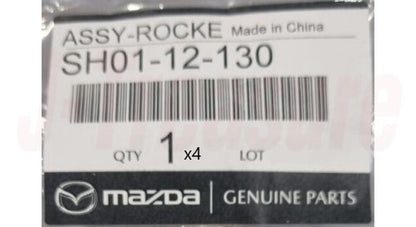 ASSY-ROCKE Made in China
SH01-12-130
QTY 1 x4 LOT
mazda GENUINE PARTS